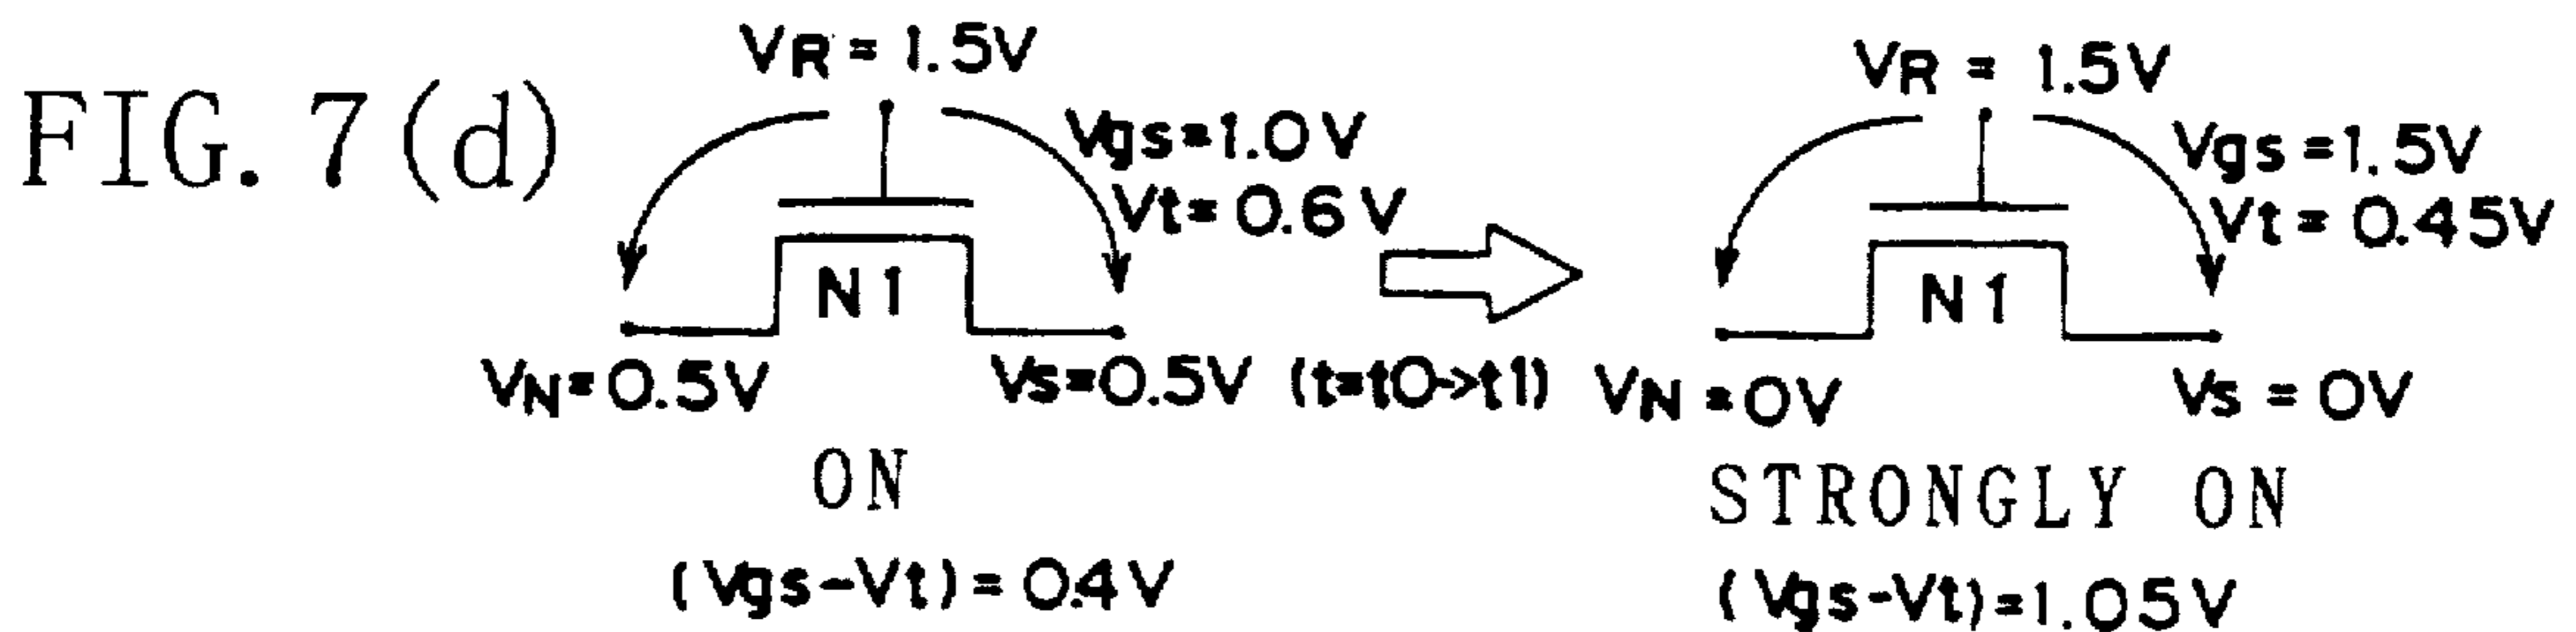 FIG. 7 (d)
VR = 1.5V
Vgs=1.0V
Vt=0.6V
N1
VN=0.5V
Vs=0.5V
ON
(Vgs-Vt)=0.4V
(t=t0->t1)
VR = 1.5V
Vgs=1.5V
Vt=0.45V
N1
VN=0V
Vs=0V
STRONGLY ON
(Vgs-Vt)=1.05V